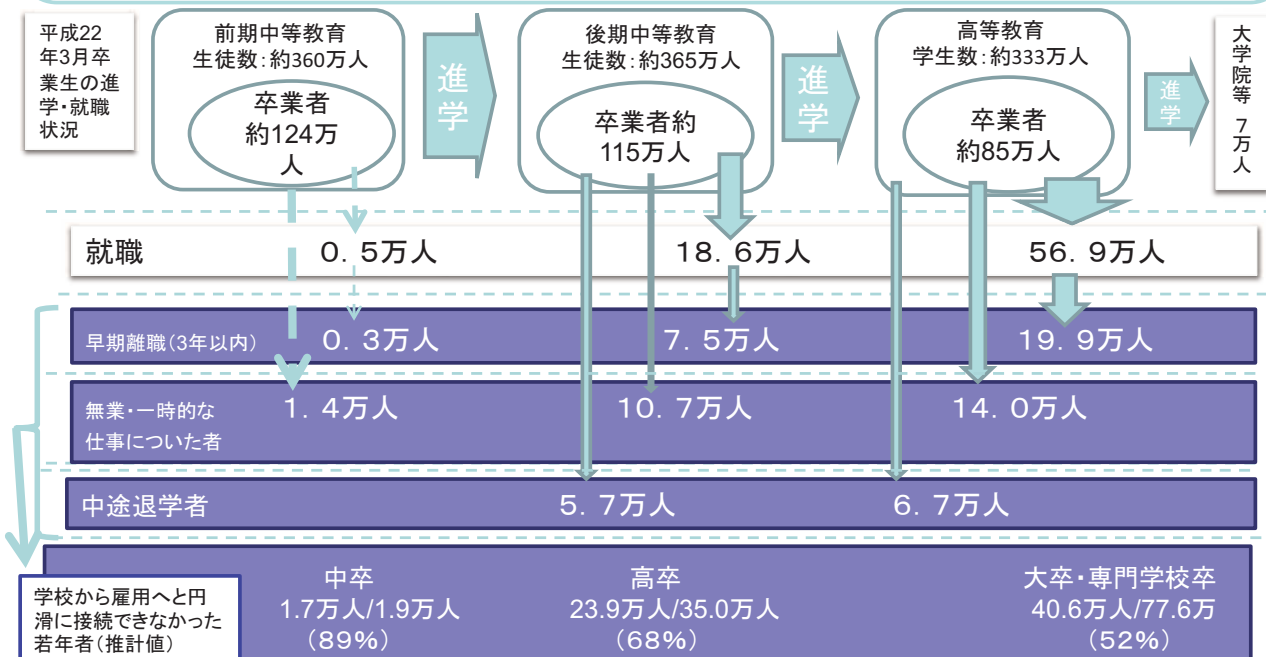 平成22
年3月卒
業生の進
学・就職
状況
前期中等教育
生徒数:約360万人
卒業者
約124万
人
進学
後期中等教育
生徒数:約365万人
卒業者約
115万人
進学
高等教育
学生数:約333万人
卒業者
約85万人
進学
大学院等 7万人
就職 0.5万人 18.6万人 56.9万人
早期離職(3年以内) 0.3万人 7.5万人 19.9万人
無業・一時的な
仕事についた者
1.4万人 10.7万人 14.0万人
中途退学者 5.7万人 6.7万人
学校から雇用へと円
滑に接続できなかった
若年者(推計値)
中卒
1.7万人/1.9万人
(89%)
高卒
23.9万人/35.0万人
(68%)
大卒・専門学校卒
40.6万人/77.6万
(52%)